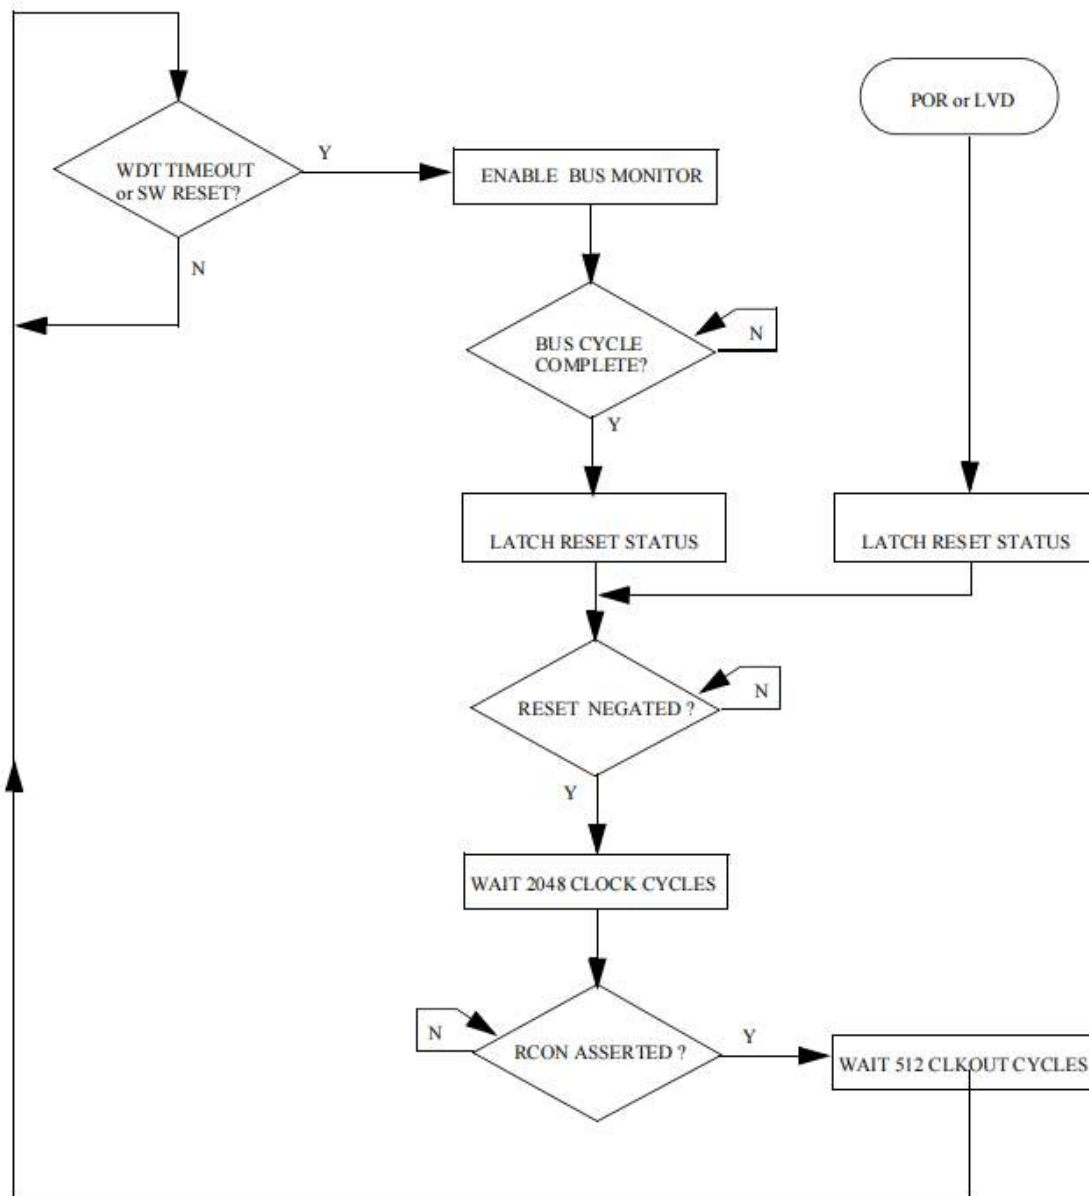 POR or LVD
WDT TIMEOUT
or SW RESET?
Y
ENABLE BUS MONITOR
N
BUS CYCLE
COMPLETE?
N
Y
LATCH RESET STATUS
LATCH RESET STATUS
RESET NEGATED ?
N
Y
WAIT 2048 CLOCK CYCLES
N
RCON ASSERTED ?
Y
WAIT 512 CLKOUT CYCLES